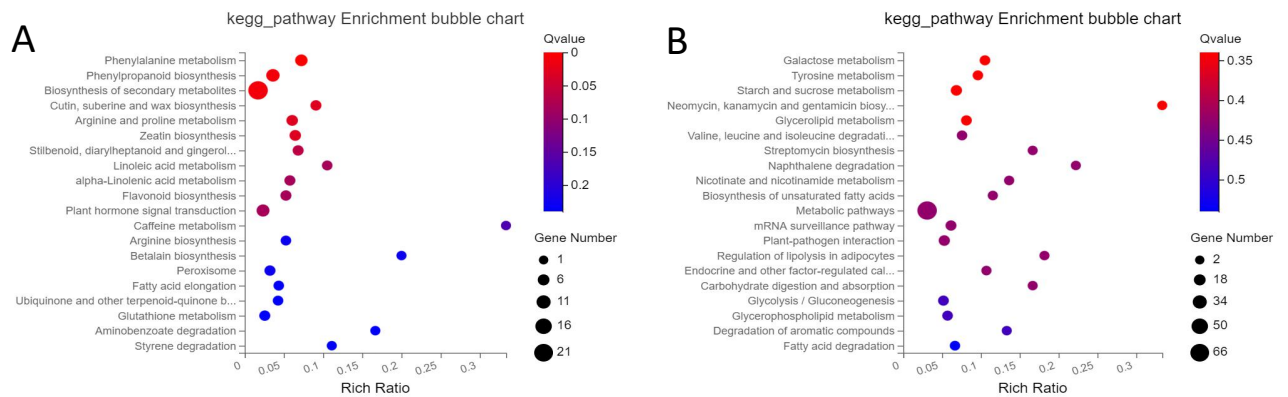 A
kegg_pathway Enrichment bubble chart
Phenylalanine metabolism
Phenylpropanoid biosynthesis
Biosynthesis of secondary metabolites
Cutin, suberine and wax biosynthesis
Arginine and proline metabolism
Zeatin biosynthesis
Stilbenoid, diarylheptanoid and gingerol...
Linoleic acid metabolism
alpha-Linolenic acid metabolism
Flavonoid biosynthesis
Plant hormone signal transduction
Caffeine metabolism
Arginine biosynthesis
Betalain biosynthesis
Peroxisome
Fatty acid elongation
Ubiquinone and other terpenoid-quinone b...
Glutathione metabolism
Aminobenzoate degradation
Styrene degradation
0 0.05 0.1 0.15 0.2 0.25 0.3
Rich Ratio
Qvalue
0
0.05
0.1
0.15
0.2
Gene Number
1
6
11
16
21
B
kegg_pathway Enrichment bubble chart
Galactose metabolism
Tyrosine metabolism
Starch and sucrose metabolism
Neomycin, kanamycin and gentamicin biosy...
Glycerolipid metabolism
Valine, leucine and isoleucine degradati...
Streptomycin biosynthesis
Naphthalene degradation
Nicotinate and nicotinamide metabolism
Biosynthesis of unsaturated fatty acids
Metabolic pathways
mRNA surveillance pathway
Plant-pathogen interaction
Regulation of lipolysis in adipocytes
Endocrine and other factor-regulated cal...
Carbohydrate digestion and absorption
Glycolysis / Gluconeogenesis
Glycerophospholipid metabolism
Degradation of aromatic compounds
Fatty acid degradation
0 0.05 0.1 0.15 0.2 0.25 0.3
Rich Ratio
Qvalue
0.35
0.4
0.45
0.5
Gene Number
2
18
34
50
66